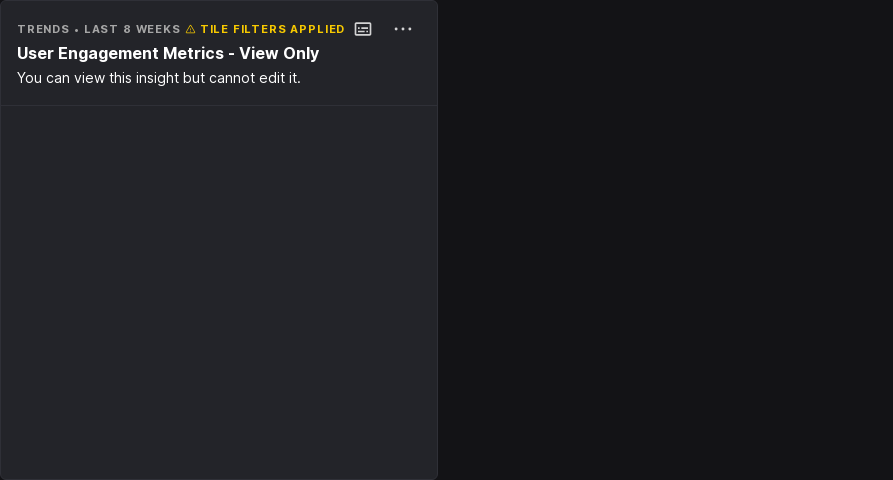 TRENDS • LAST 8 WEEKS ⚠ TILE FILTERS APPLIED
User Engagement Metrics - View Only
You can view this insight but cannot edit it.